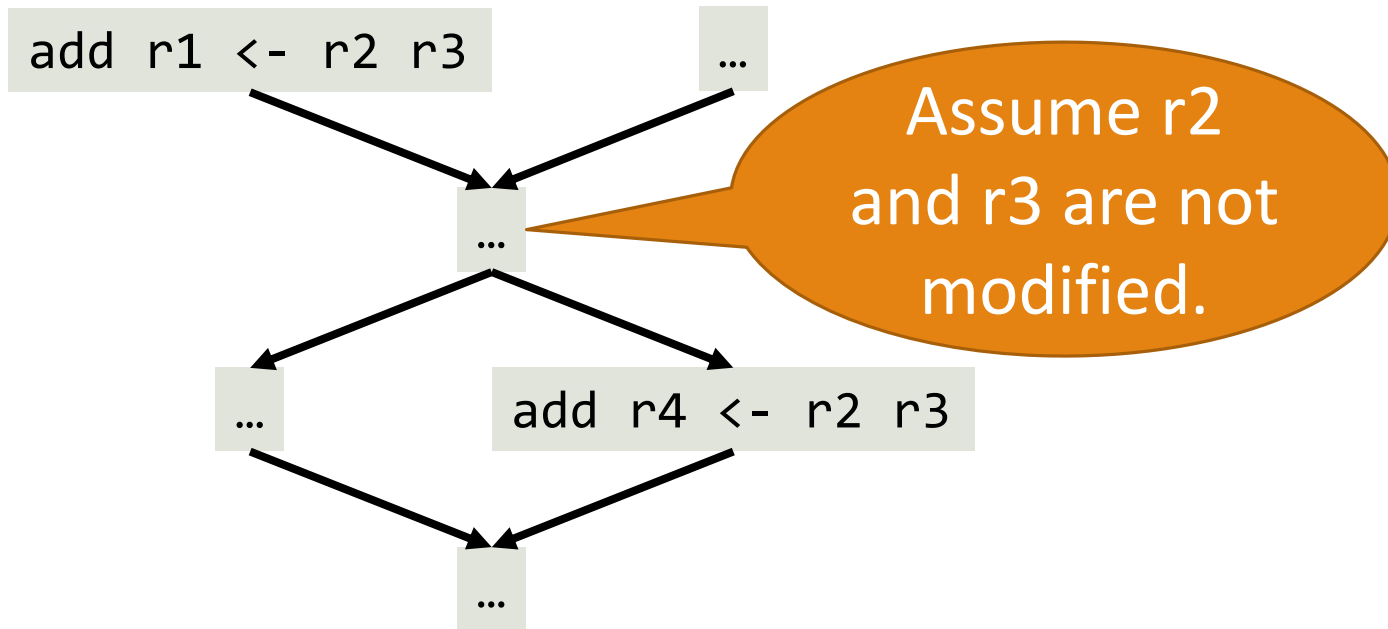 add r1 <- r2 r3
…
Assume r2
and r3 are not
modified.
…
…
add r4 <- r2 r3
…